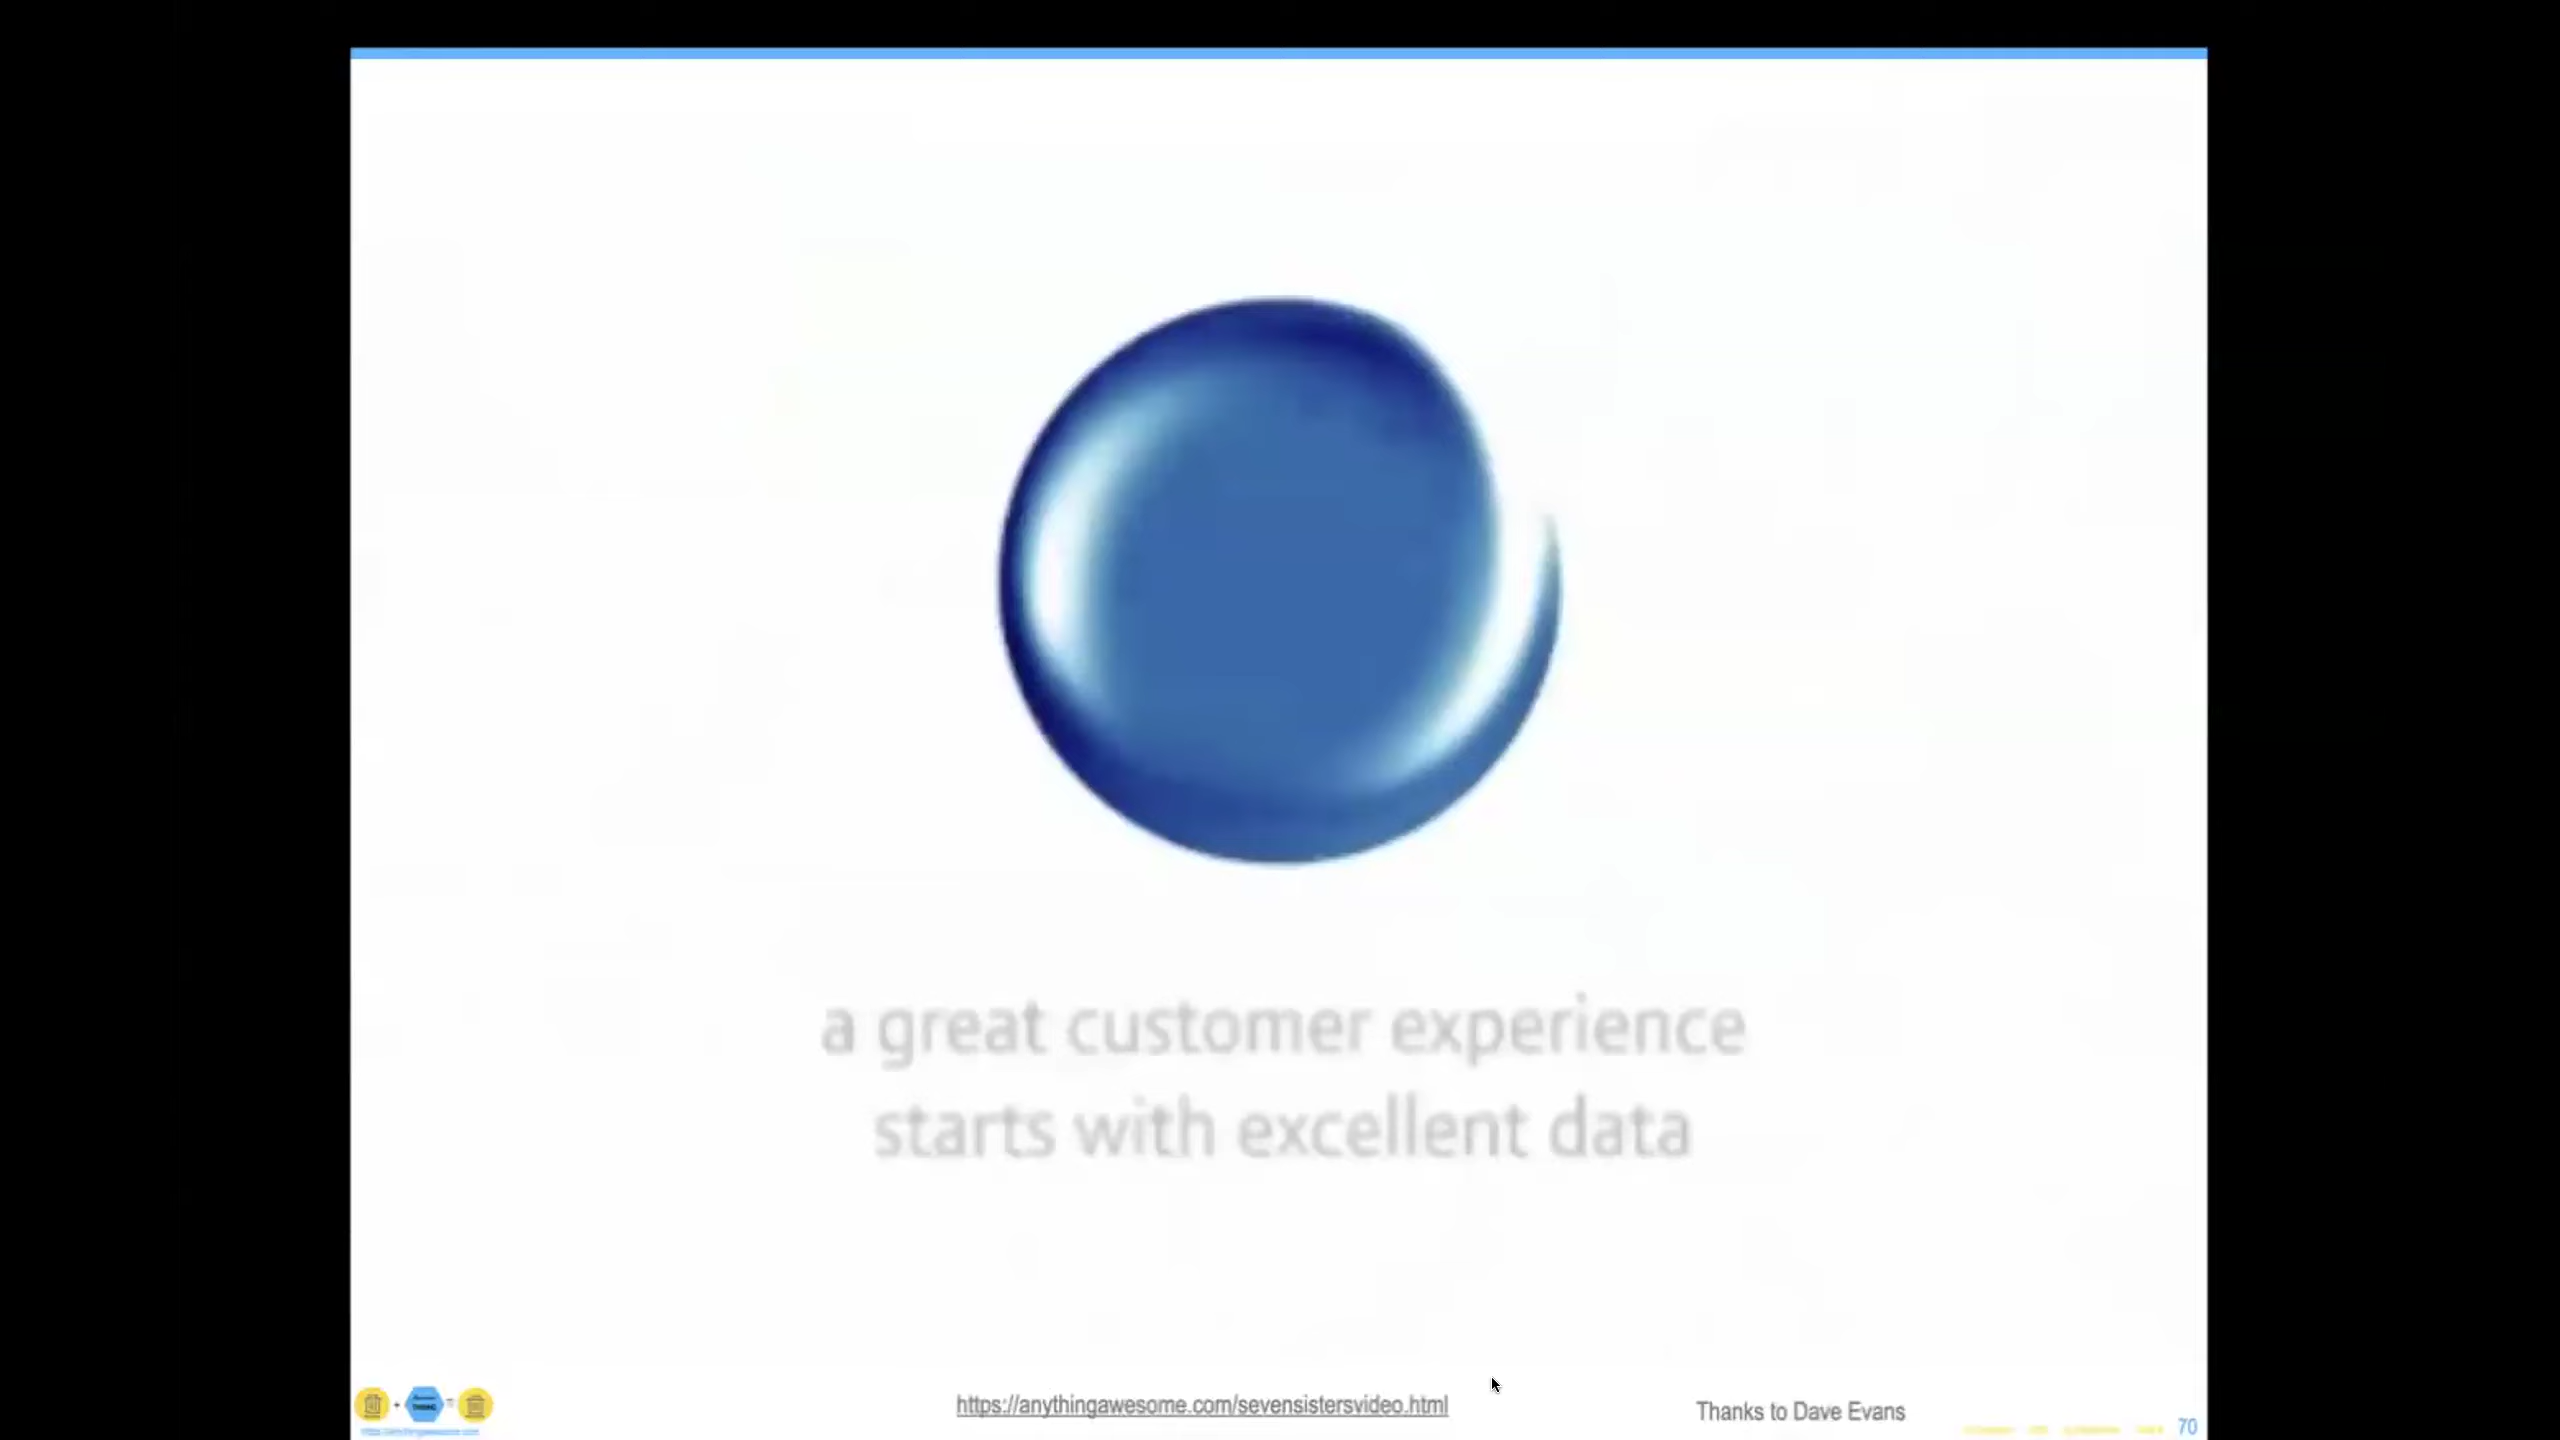 a great customer experience
starts with excellent data
https://anythingawesome.com/sevensistersvideo.html
Thanks to Dave Evans
70